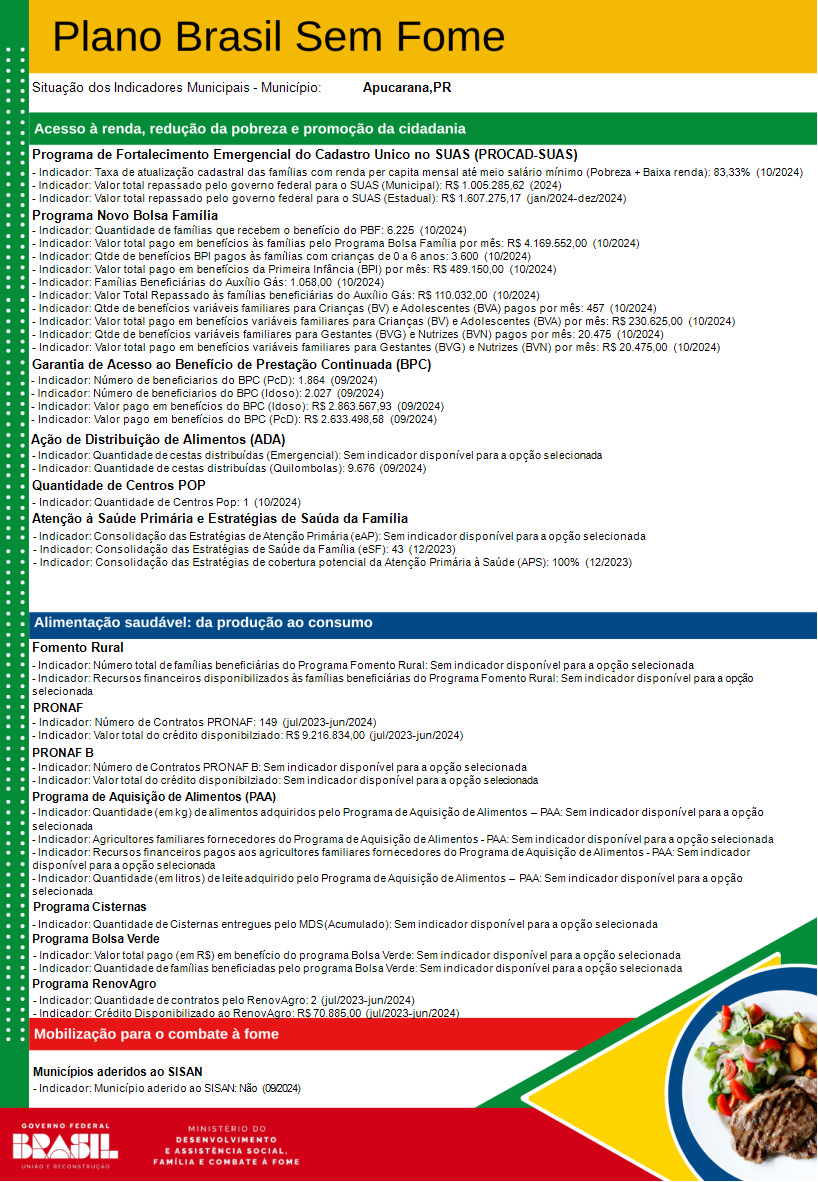 Plano Brasil Sem Fome
Situação dos Indicadores Municipais - Município: Apucarana,PR
Acesso à renda, redução da pobreza e promoção da cidadania
Programa de Fortalecimento Emergencial do Cadastro Unico no SUAS (PROCAD-SUAS)
- Indicador: Taxa de atualização cadastral das famílias com renda per capita mensal até meio salário mínimo (Pobreza + Baixa renda): 83,33% (10/2024)
- Indicador: Valor total repassado pelo governo federal para o SUAS (Municipal): R$ 1.005.285,62 (2024)
- Indicador: Valor total repassado pelo governo federal para o SUAS (Estadual): R$ 1.607.275,17 (jan/2024-dez/2024)
Programa Novo Bolsa Família
- Indicador: Quantidade de famílias que recebem o benefício do PBF: 6.225 (10/2024)
- Indicador: Valor total pago em benefícios às famílias pelo Programa Bolsa Família por mês: R$ 4.169.552,00 (10/2024)
- Indicador: Qtde de benefícios BPI pagos às famílias com crianças de 0 a 6 anos: 3.600 (10/2024)
- Indicador: Valor total pago em benefícios da Primeira Infância (BPI) por mês: R$ 489.150,00 (10/2024)
- Indicador: Famílias Beneficiárias do Auxílio Gás: 1.058,00 (10/2024)
- Indicador: Valor Total Repassado às famílias beneficiárias do Auxílio Gás: R$ 110.032,00 (10/2024)
- Indicador: Qtde de benefícios variáveis familiares para Crianças (BV) e Adolescentes (BVA) pagos por mês: 457 (10/2024)
- Indicador: Valor total pago em benefícios variáveis familiares para Crianças (BV) e Adolescentes (BVA) por mês: R$ 230.625,00 (10/2024)
- Indicador: Qtde de benefícios variáveis familiares para Gestantes (BVG) e Nutrizes (BVN) pagos por mês: 20.475 (10/2024)
- Indicador: Valor total pago em benefícios variáveis familiares para Gestantes (BVG) e Nutrizes (BVN) por mês: R$ 20.475,00 (10/2024)
Garantia de Acesso ao Benefício de Prestação Continuada (BPC)
- Indicador: Número de beneficiarios do BPC (PcD): 1.864 (09/2024)
- Indicador: Número de beneficiarios do BPC (Idoso): 2.027 (09/2024)
- Indicador: Valor pago em benefícios do BPC (Idoso): R$ 2.863.567,93 (09/2024)
- Indicador: Valor pago em benefícios do BPC (PcD): R$ 2.633.498,58 (09/2024)
Ação de Distribuição de Alimentos (ADA)
- Indicador: Quantidade de cestas distribuídas (Emergencial): Sem indicador disponível para a opção selecionada
- Indicador: Quantidade de cestas distribuídas (Quilombolas): 9.676 (09/2024)
Quantidade de Centros POP
- Indicador: Quantidade de Centros Pop: 1 (10/2024)
Atenção à Saúde Primária e Estratégias de Saúda da Família
- Indicador: Consolidação das Estratégias de Atenção Primária (eAP): Sem indicador disponível para a opção selecionada
- Indicador: Consolidação das Estratégias de Saúde da Família (eSF): 43 (12/2023)
- Indicador: Consolidação das Estratégias de cobertura potencial da Atenção Primária à Saúde (APS): 100% (12/2023)
Alimentação saudável: da produção ao consumo
Fomento Rural
- Indicador: Número total de famílias beneficiárias do Programa Fomento Rural: Sem indicador disponível para a opção selecionada
- Indicador: Recursos financeiros disponibilizados às famílias beneficiárias do Programa Fomento Rural: Sem indicador disponível para a opção
selecionada
PRONAF
- Indicador: Número de Contratos PRONAF: 149 (jul/2023-jun/2024)
- Indicador: Valor total do crédito disponibilziado: R$ 9.216.834,00 (jul/2023-jun/2024)
PRONAF B
- Indicador: Número de Contratos PRONAF B: Sem indicador disponível para a opção selecionada
- Indicador: Valor total do crédito disponibilziado: Sem indicador disponível para a opção selecionada
Programa de Aquisição de Alimentos (PAA)
- Indicador: Quantidade (em kg) de alimentos adquiridos pelo Programa de Aquisição de Alimentos – PAA: Sem indicador disponível para a opção
selecionada
- Indicador: Agricultores familiares fornecedores do Programa de Aquisição de Alimentos - PAA: Sem indicador disponível para a opção selecionada
- Indicador: Recursos financeiros pagos aos agricultores familiares fornecedores do Programa de Aquisição de Alimentos - PAA: Sem indicador
disponível para a opção selecionada
- Indicador: Quantidade (em litros) de leite adquirido pelo Programa de Aquisição de Alimentos – PAA: Sem indicador disponível para a opção
selecionada
Programa Cisternas
- Indicador: Quantidade de Cisternas entregues pelo MDS(Acumulado): Sem indicador disponível para a opção selecionada
Programa Bolsa Verde
- Indicador: Valor total pago (em R$) em benefício do programa Bolsa Verde: Sem indicador disponível para a opção selecionada
- Indicador: Quantidade de famílias beneficiadas pelo programa Bolsa Verde: Sem indicador disponível para a opção selecionada
Programa RenovAgro
- Indicador: Quantidade de contratos pelo RenovAgro: 2 (jul/2023-jun/2024)
- Indicador: Crédito Disponibilizado ao RenovAgro: R$ 70.885,00 (jul/2023-jun/2024)
Mobilização para o combate à fome
Municípios aderidos ao SISAN
- Indicador: Município aderido ao SISAN: Não (09/2024)
GOVERNO FEDERAL
BRASIL
UNIÃO E RECONSTRUÇÃO
MINISTÉRIO DO
DESENVOLVIMENTO
E ASSISTÊNCIA SOCIAL,
FAMÍLIA E COMBATE À FOME